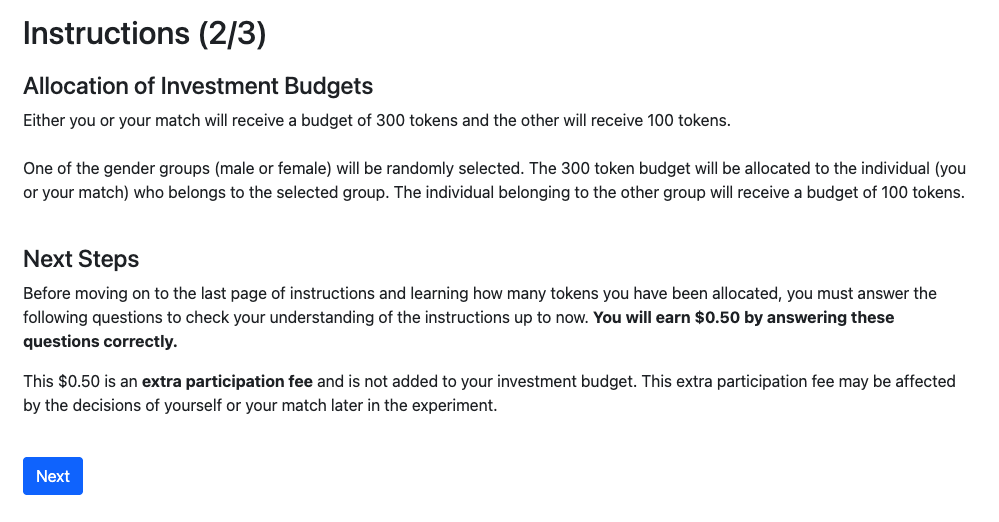 Instructions (2/3)
Allocation of Investment Budgets
Either you or your match will receive a budget of 300 tokens and the other will receive 100 tokens.
One of the gender groups (male or female) will be randomly selected. The 300 token budget will be allocated to the individual (you
or your match) who belongs to the selected group. The individual belonging to the other group will receive a budget of 100 tokens.
Next Steps
Before moving on to the last page of instructions and learning how many tokens you have been allocated, you must answer the
following questions to check your understanding of the instructions up to now. You will earn $0.50 by answering these
questions correctly.
This $0.50 is an extra participation fee and is not added to your investment budget. This extra participation fee may be affected
by the decisions of yourself or your match later in the experiment.
Next